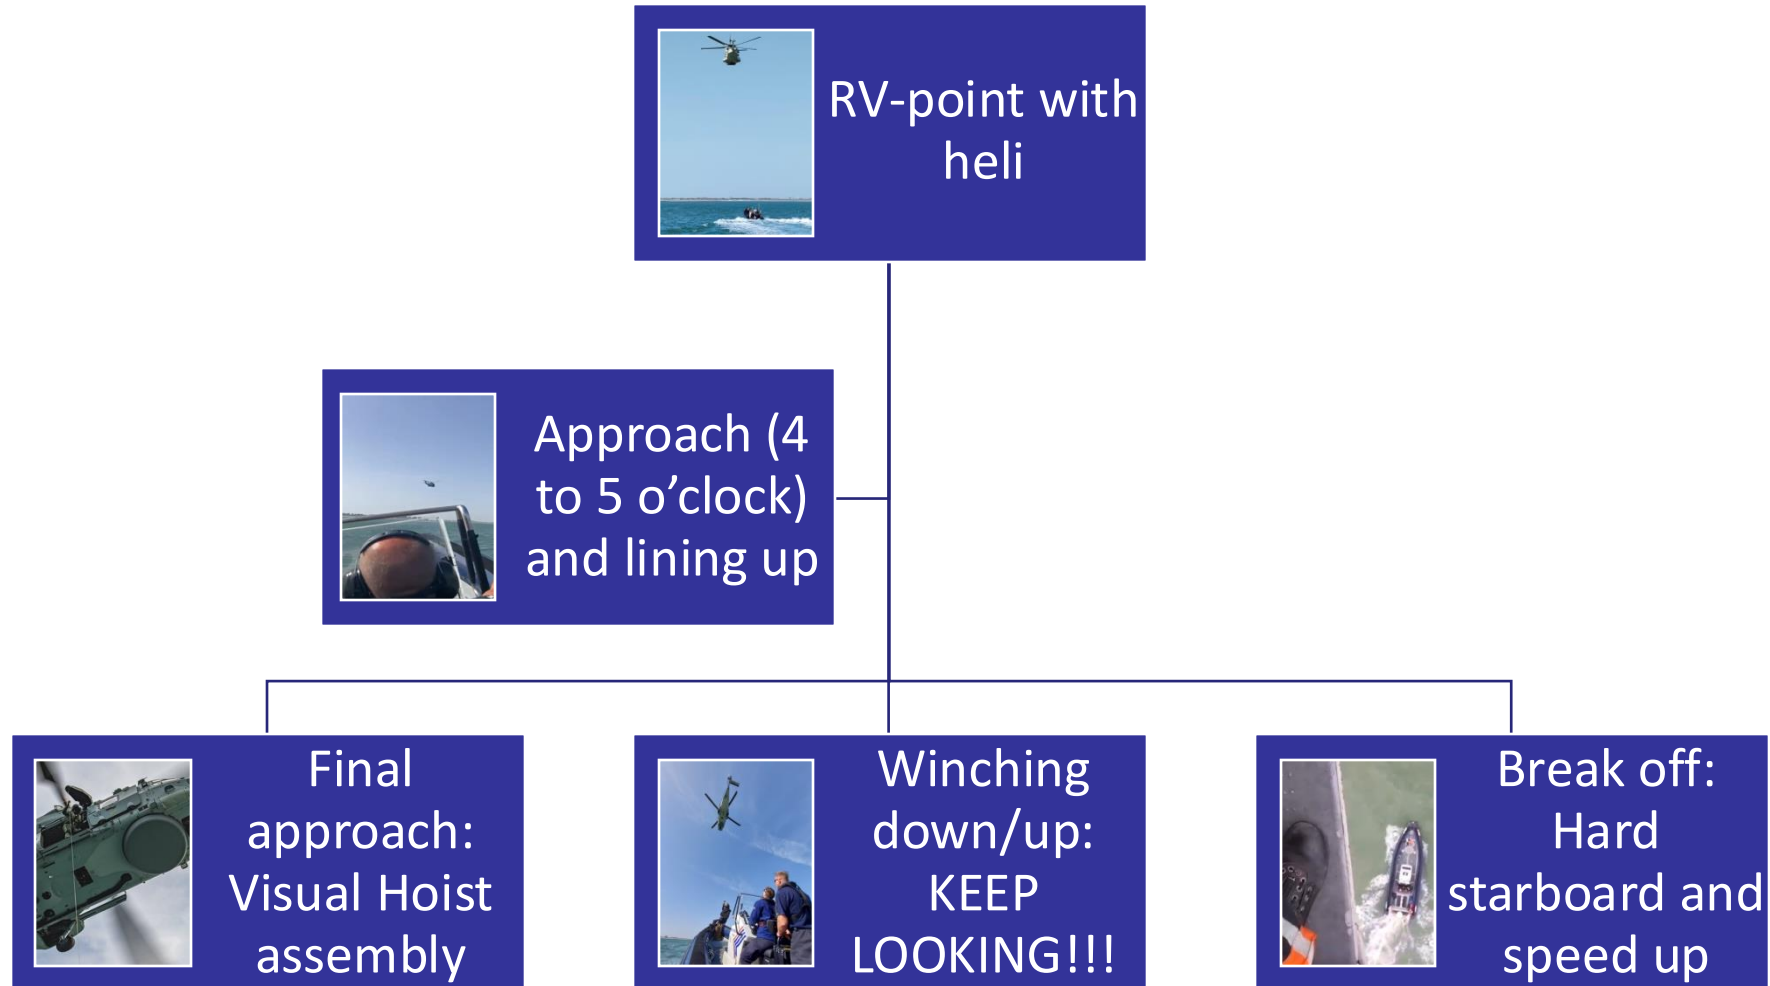 RV-point with
heli
Approach (4
to 5 o’clock)
and lining up
Final
approach:
Visual Hoist
assembly
Winching
down/up:
KEEP
LOOKING!!!
Break off:
Hard
starboard and
speed up